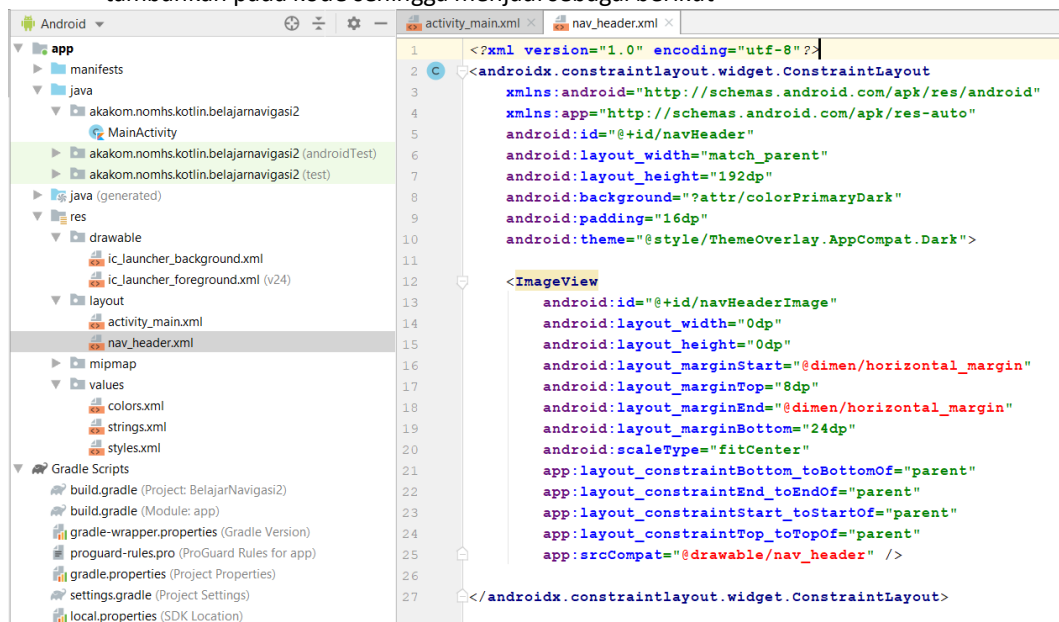 tambahkan pada kode sehingga menjadi sebagai berikut
Android
app
manifests
java
akakom.nomhs.kotlin.belajarnavigasi2
MainActivity
akakom.nomhs.kotlin.belajarnavigasi2 (androidTest)
akakom.nomhs.kotlin.belajarnavigasi2 (test)
java (generated)
res
drawable
ic_launcher_background.xml
ic_launcher_foreground.xml (v24)
layout
activity_main.xml
nav_header.xml
mipmap
values
colors.xml
strings.xml
styles.xml
Gradle Scripts
build.gradle (Project: BelajarNavigasi2)
build.gradle (Module: app)
gradle-wrapper.properties (Gradle Version)
proguard-rules.pro (ProGuard Rules for app)
gradle.properties (Project Properties)
settings.gradle (Project Settings)
local.properties (SDK Location)
activity_main.xml × nav_header.xml ×
1 <?xml version="1.0" encoding="utf-8"?>
2 C <androidx.constraintlayout.widget.ConstraintLayout
3 xmlns:android="http://schemas.android.com/apk/res/android"
4 xmlns:app="http://schemas.android.com/apk/res-auto"
5 android:id="@+id/navHeader"
6 android:layout_width="match_parent"
7 android:layout_height="192dp"
8 android:background="?attr/colorPrimaryDark"
9 android:padding="16dp"
10 android:theme="@style/ThemeOverlay.AppCompat.Dark">
11
12 <ImageView
13 android:id="@+id/navHeaderImage"
14 android:layout_width="0dp"
15 android:layout_height="0dp"
16 android:layout_marginStart="@dimen/horizontal_margin"
17 android:layout_marginTop="8dp"
18 android:layout_marginEnd="@dimen/horizontal_margin"
19 android:layout_marginBottom="24dp"
20 android:scaleType="fitCenter"
21 app:layout_constraintBottom_toBottomOf="parent"
22 app:layout_constraintEnd_toEndOf="parent"
23 app:layout_constraintStart_toStartOf="parent"
24 app:layout_constraintTop_toTopOf="parent"
25 app:srcCompat="@drawable/nav_header" />
26
27 </androidx.constraintlayout.widget.ConstraintLayout>